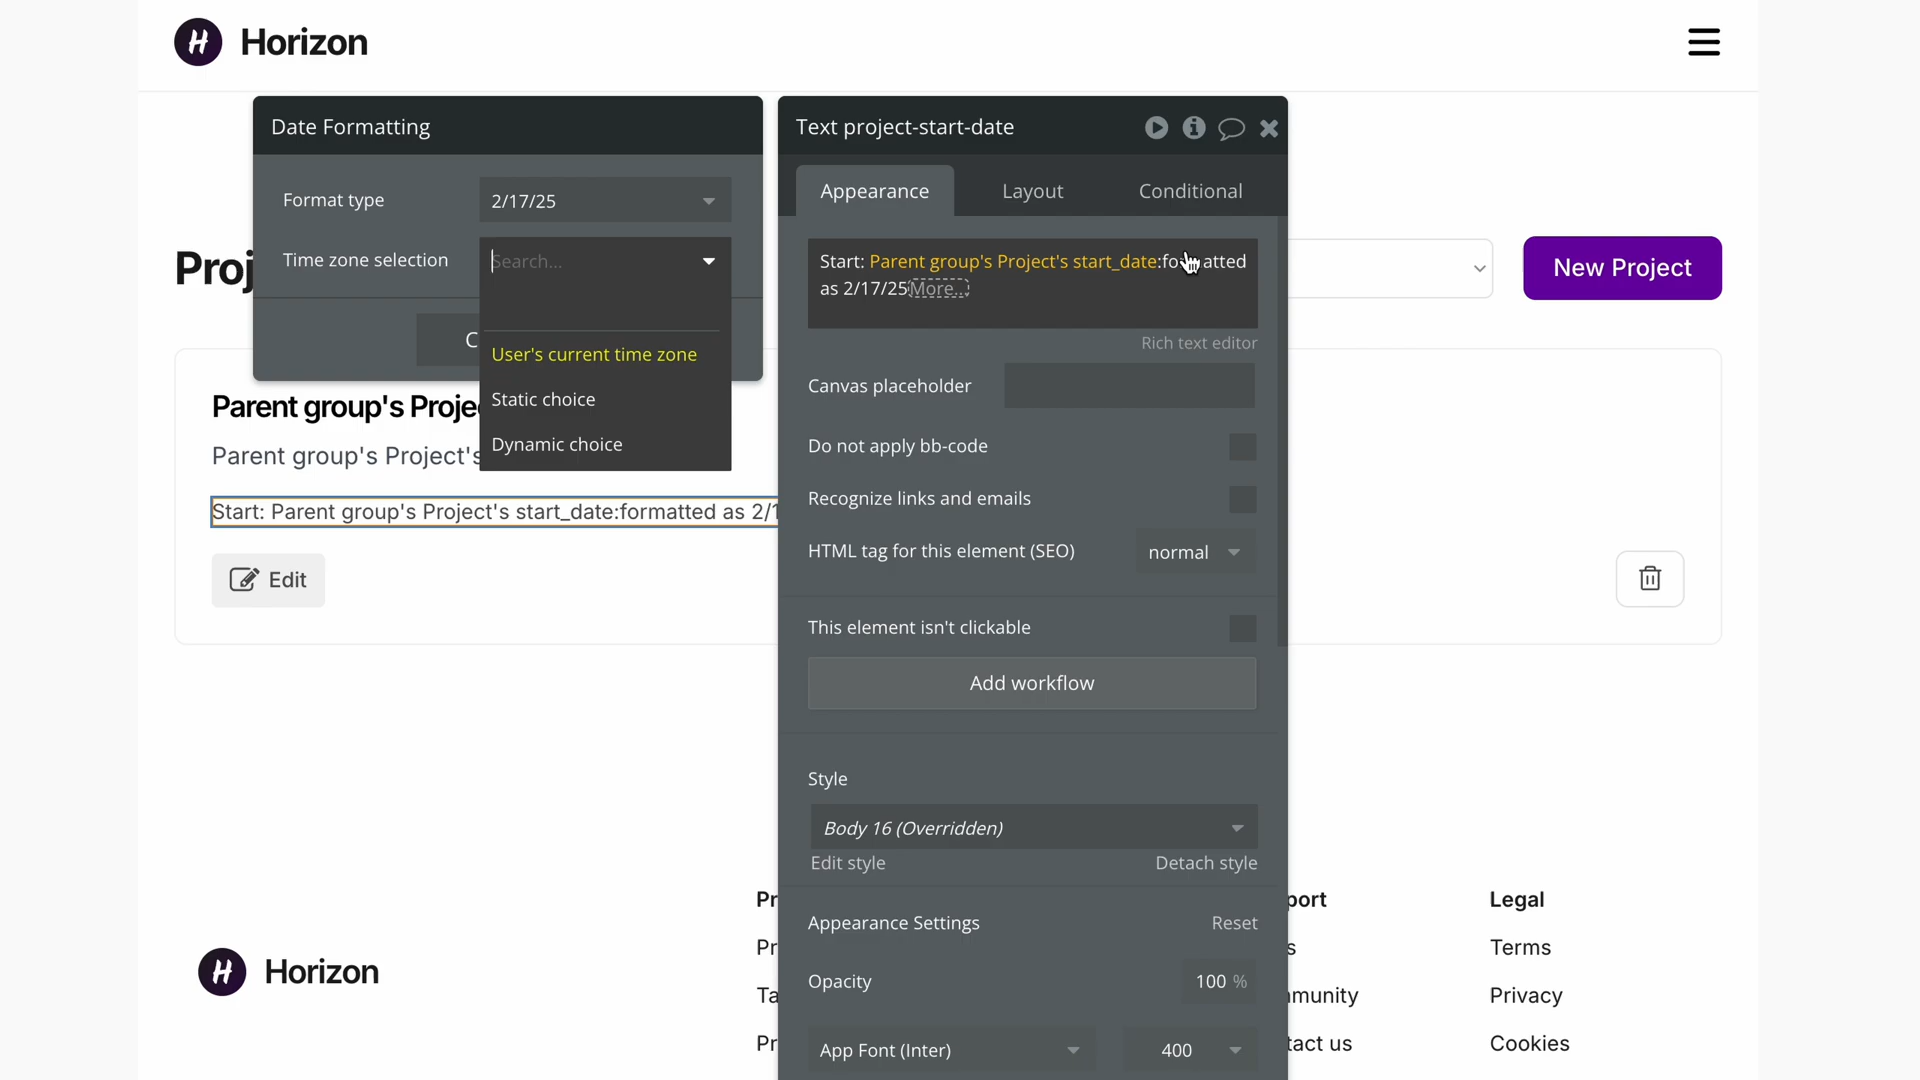 Horizon
Date Formatting
Format type
2/17/25
Time zone selection
Search...
User's current time zone
Static choice
Dynamic choice
Text project-start-date
Appearance
Layout
Conditional
Start: Parent group's Project's start_date:formatted
as 2/17/25 More...
Rich text editor
Canvas placeholder
Do not apply bb-code
Recognize links and emails
HTML tag for this element (SEO)
normal
This element isn't clickable
Add workflow
Style
Body 16 (Overridden)
Edit style
Detach style
Appearance Settings
Reset
Opacity
100 %
App Font (Inter)
400
New Project
Parent group's Proje
Parent group's Project's
Start: Parent group's Project's start_date:formatted as 2/1
Edit
Horizon
Legal
Terms
Privacy
Cookies